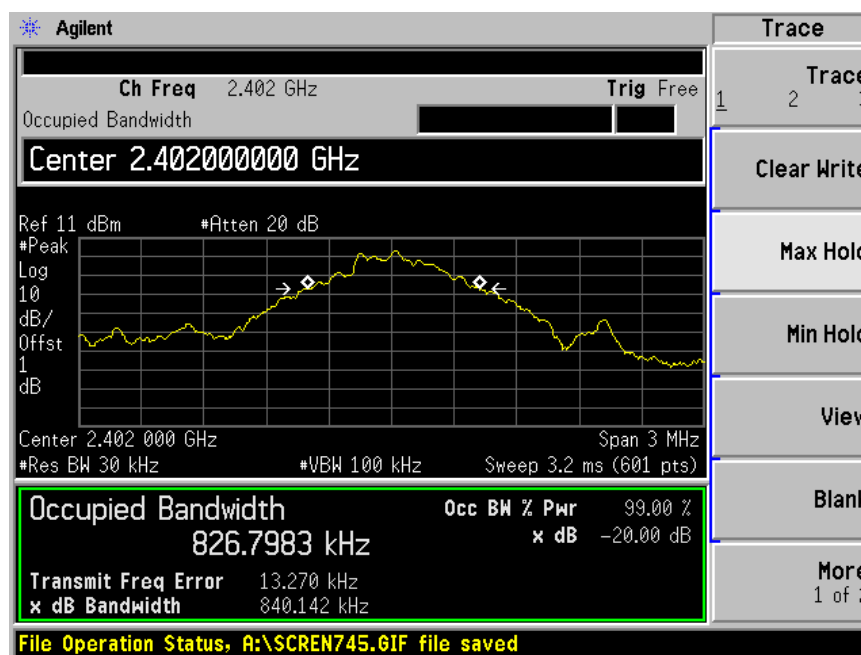 Agilent
Trace
Ch Freq 2.402 GHz Trig Free
Occupied Bandwidth
Center 2.402000000 GHz
Ref 11 dBm #Atten 20 dB
#Peak
Log
10
dB/
Offst
1
dB
Center 2.402 000 GHz Span 3 MHz
#Res BW 30 kHz #VBW 100 kHz Sweep 3.2 ms (601 pts)
Occupied Bandwidth
826.7983 kHz
Occ BW % Pwr 99.00 %
x dB -20.00 dB
Transmit Freq Error 13.270 kHz
x dB Bandwidth 840.142 kHz
Trace
1 2
Clear Write
Max Hold
Min Hold
View
Blank
More
1 of 2
File Operation Status, A:\SCREN745.GIF file saved